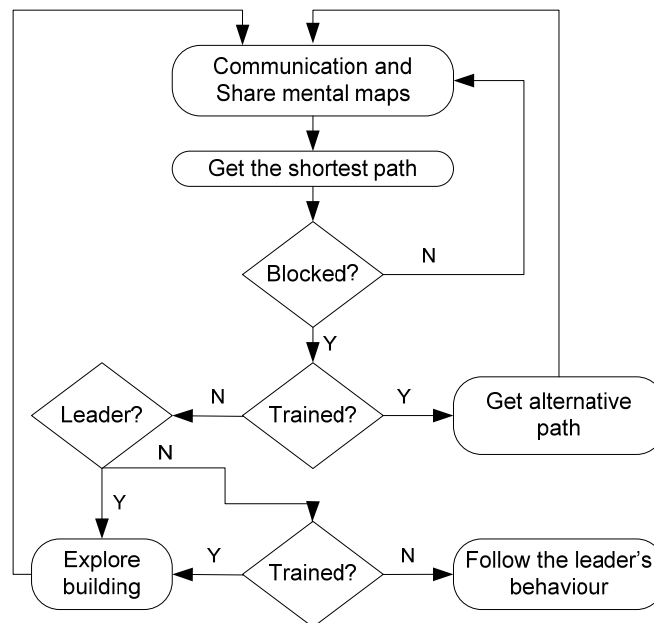 Communication and
Share mental maps
Get the shortest path
Blocked?
N
Y
Leader?
N
Trained?
Y
Get alternative
path
N
Y
Explore
building
Y
Trained?
N
Follow the leader's
behaviour